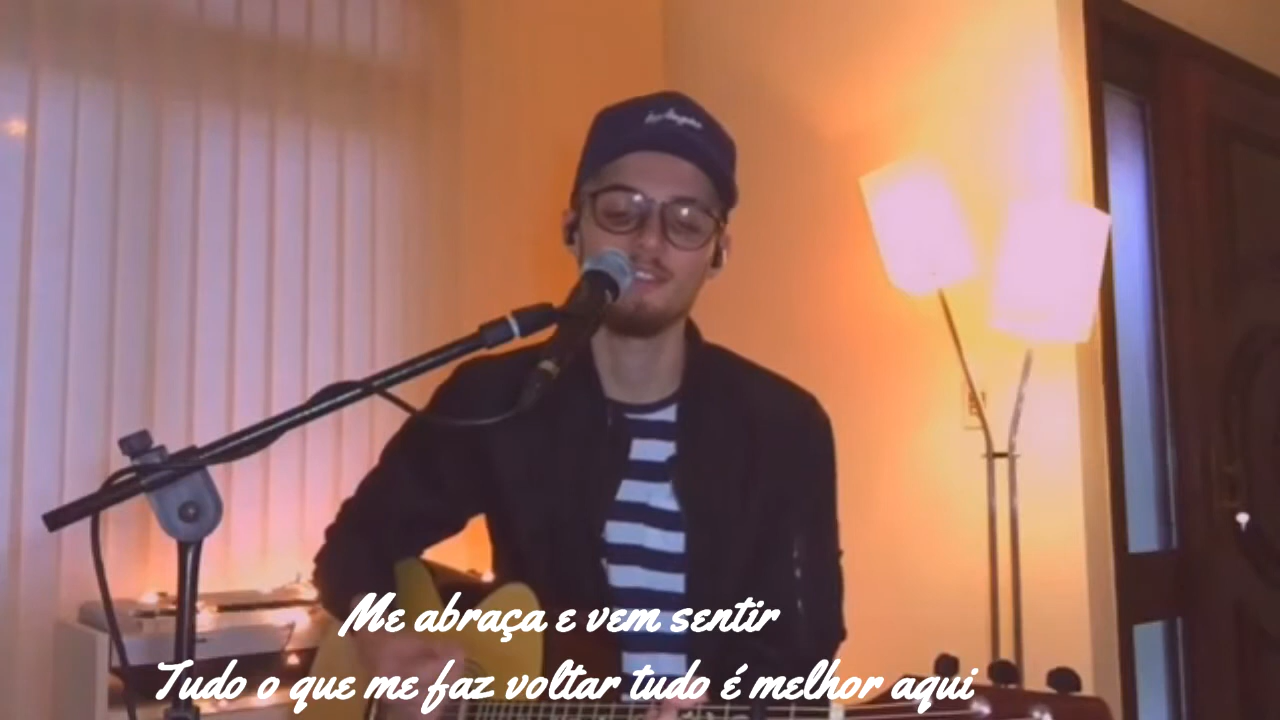 Me abraça e vem sentir
Tudo o que me faz voltar tudo é melhor aqui